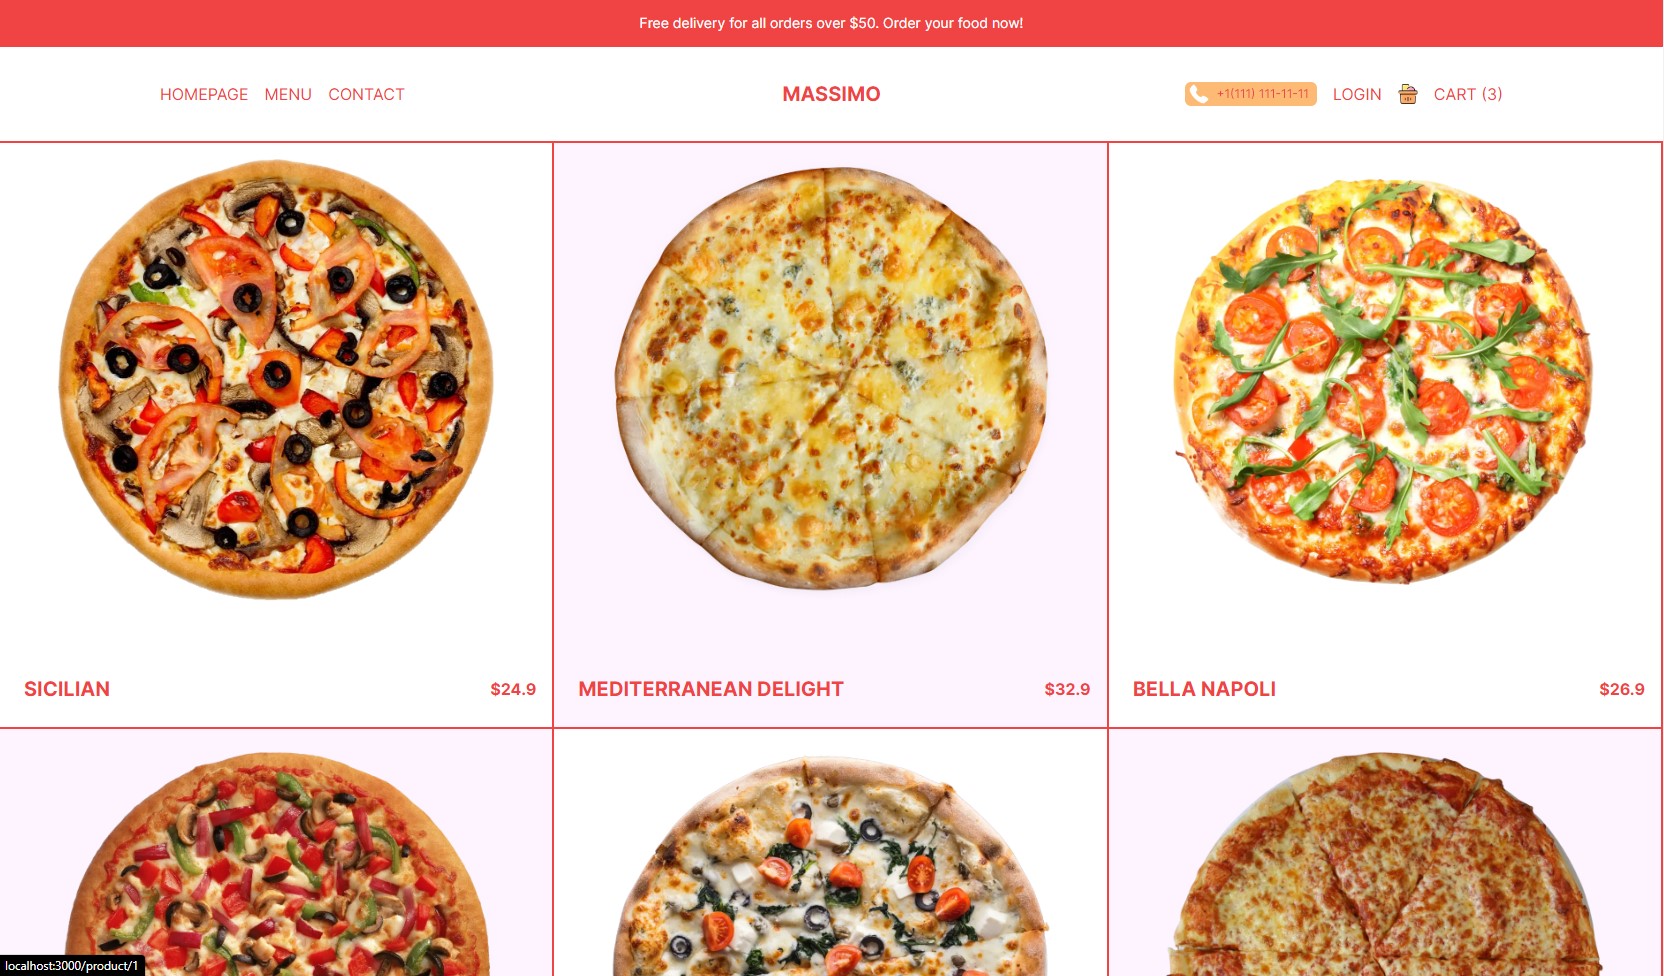 Free delivery for all orders over $50. Order your food now!
HOMEPAGE MENU CONTACT
MASSIMO
+1(111) 111-11-11 LOGIN CART (3)
SICILIAN $24.9
MEDITERRANEAN DELIGHT $32.9
BELLA NAPOLI $26.9
localhost:3000/product/1